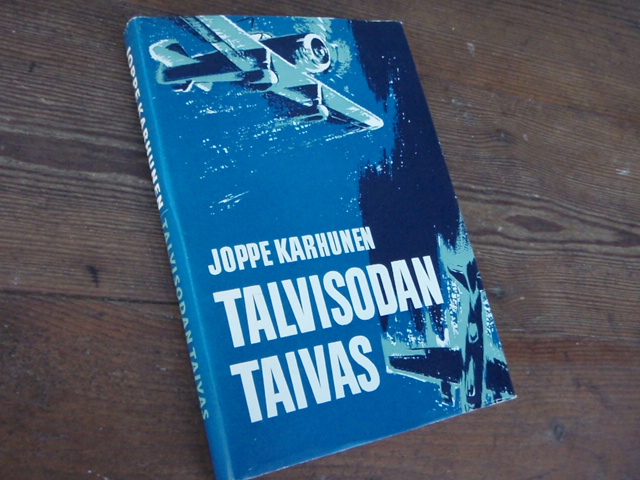 JOPPE KARHUNEN
TALVISODAN
TAIVAS
JOPPE KARHUNEN / TALVISODAN TAIVAS